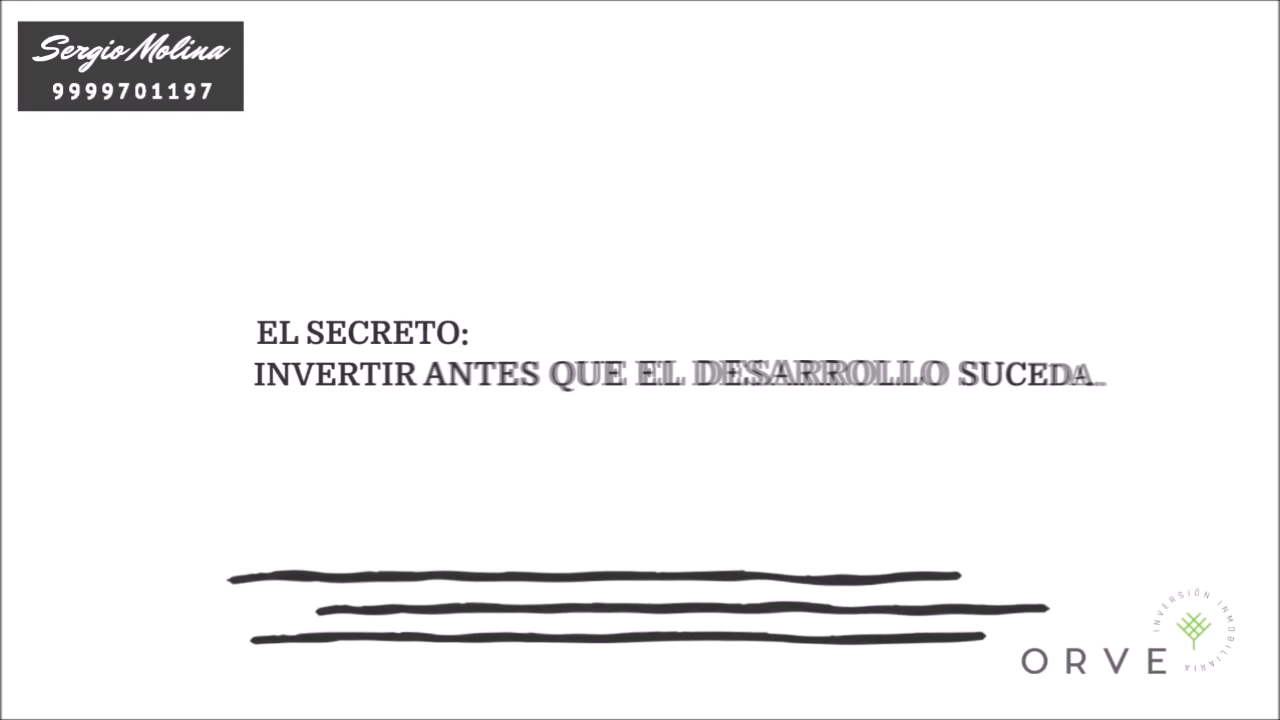 Sergio Molina
9999701197
EL SECRETO:
INVERTIR ANTES QUE EL DESARROLLO SUCEDA..
ORVE
INVERSIÓN INMOBILIARIA